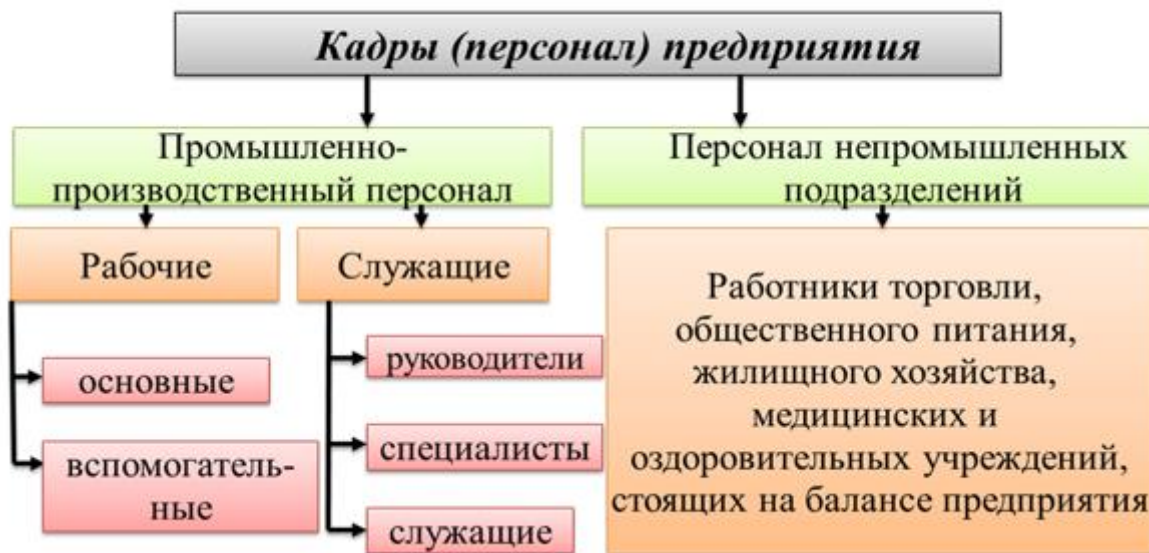 Кадры (персонал) предприятия
Промышленно-
производственный персонал
Персонал непромышленных
подразделений
Рабочие
Служащие
основные
вспомогатель-
ные
руководители
специалисты
служащие
Работники торговли,
общественного питания,
жилищного хозяйства,
медицинских и
оздоровительных учреждений,
стоящих на балансе предприятия